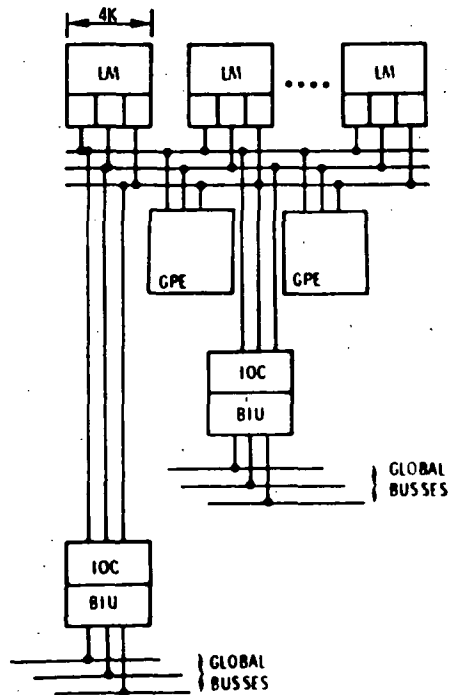 4K
LM LM LM
GPE GPE
IOC
BIU
GLOBAL
BUSSES
IOC
BIU
GLOBAL
BUSSES